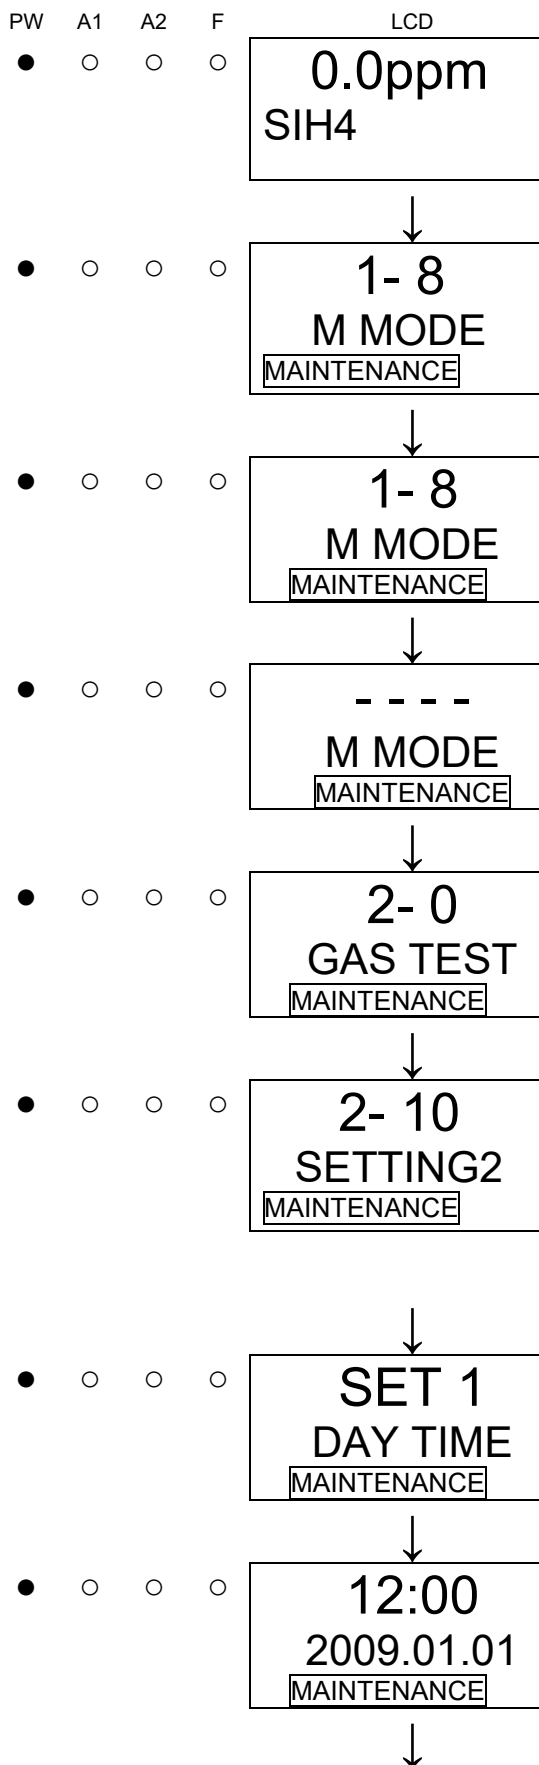 PW A1 A2 F LCD
● ○ ○ ○ 0.0ppm
SIH4
↓
● ○ ○ ○ 1- 8
M MODE
MAINTENANCE
↓
● ○ ○ ○ 1- 8
M MODE
MAINTENANCE
↓
● ○ ○ ○ - - - -
M MODE
MAINTENANCE
↓
● ○ ○ ○ 2- 0
GAS TEST
MAINTENANCE
↓
● ○ ○ ○ 2- 10
SETTING2
MAINTENANCE
↓
● ○ ○ ○ SET 1
DAY TIME
MAINTENANCE
↓
● ○ ○ ○ 12:00
2009.01.01
MAINTENANCE
↓